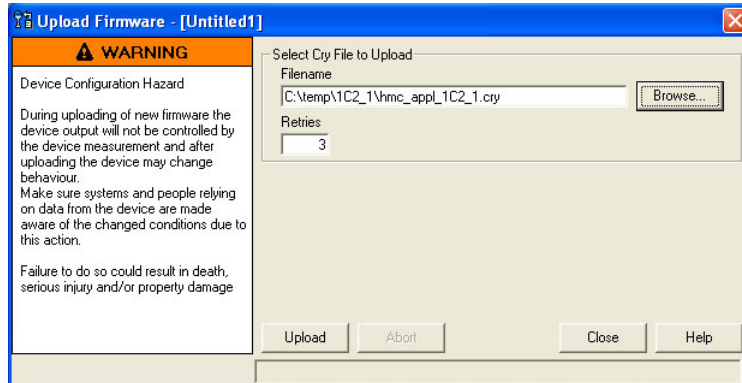 Upload Firmware - [Untitled1]
WARNING
Device Configuration Hazard
During uploading of new firmware the
device output will not be controlled by
the device measurement and after
uploading the device may change
behaviour.
Make sure systems and people relying
on data from the device are made
aware of the changed conditions due to
this action.
Failure to do so could result in death,
serious injury and/or property damage
Select Cry File to Upload
Filename
C:\temp\1C2_1\hmc_appl_1C2_1.cry
Browse...
Retries
3
Upload
Abort
Close
Help